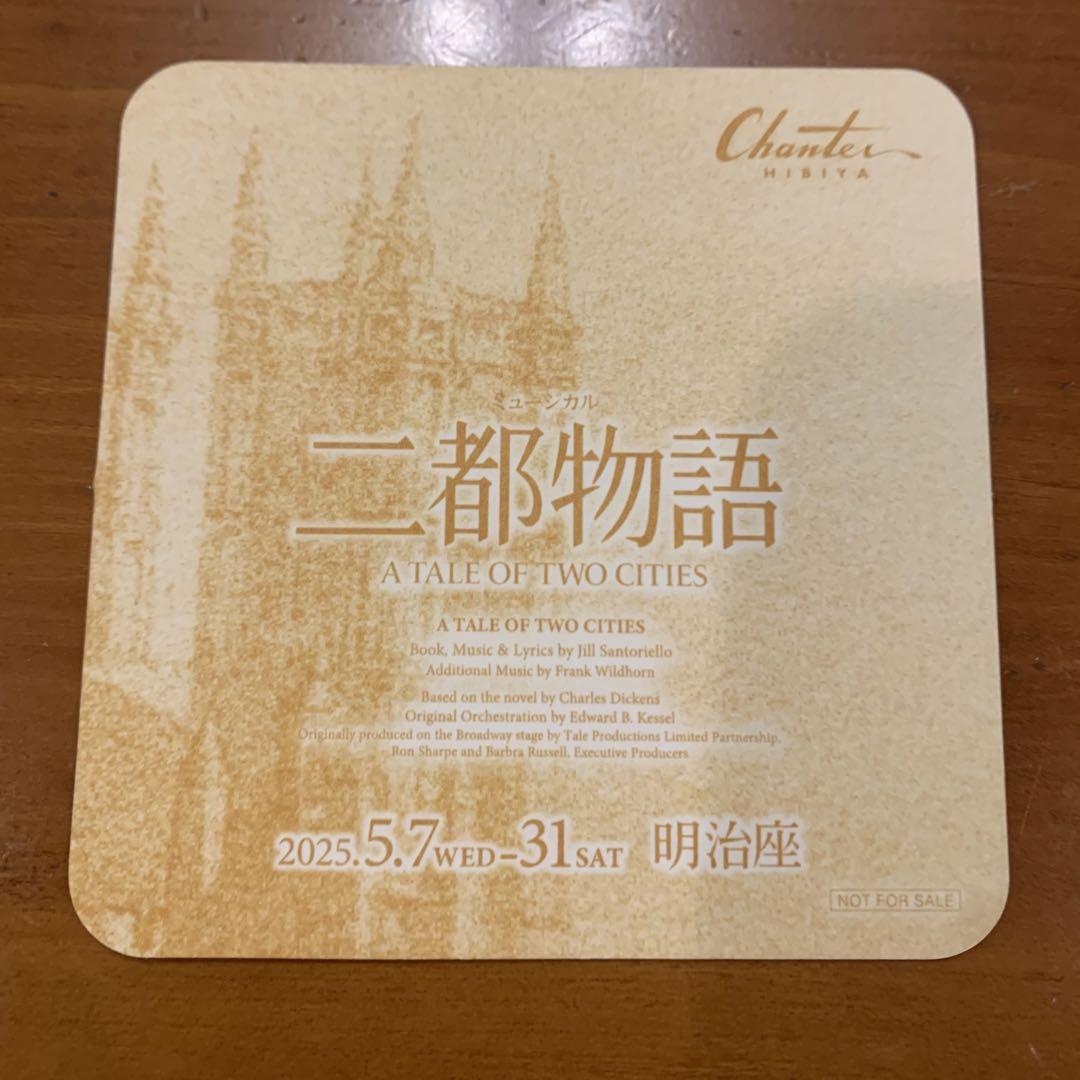 Chanter
HIBIYA
ミュージカル
二都物語
A TALE OF TWO CITIES
A TALE OF TWO CITIES
Book, Music & Lyrics by Jill Santoriello
Additional Music by Frank Wildhorn
Based on the novel by Charles Dickens
Original Orchestration by Edward B. Kessel
Originally produced on the Broadway stage by Tale Productions Limited Partnership,
Ron Sharpe and Barbra Russell, Executive Producers
2025.5.7WED–31SAT 明治座
NOT FOR SALE